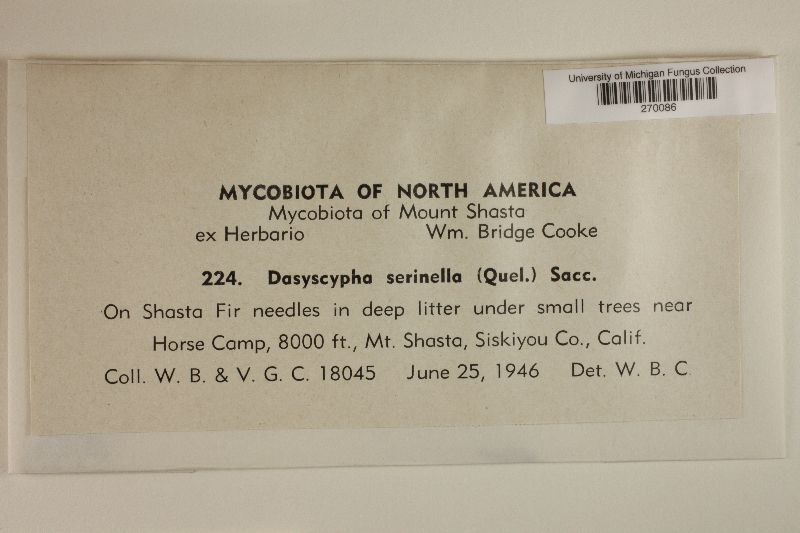 University of Michigan Fungus Collection
270086
MYCOBIOTA OF NORTH AMERICA
Mycobiota of Mount Shasta
ex Herbario Wm. Bridge Cooke
224. Dasyscypha serinella (Quel.) Sacc.
On Shasta Fir needles in deep litter under small trees near
Horse Camp, 8000 ft., Mt. Shasta, Siskiyou Co., Calif.
Coll. W. B. & V. G. C. 18045 June 25, 1946 Det. W. B. C